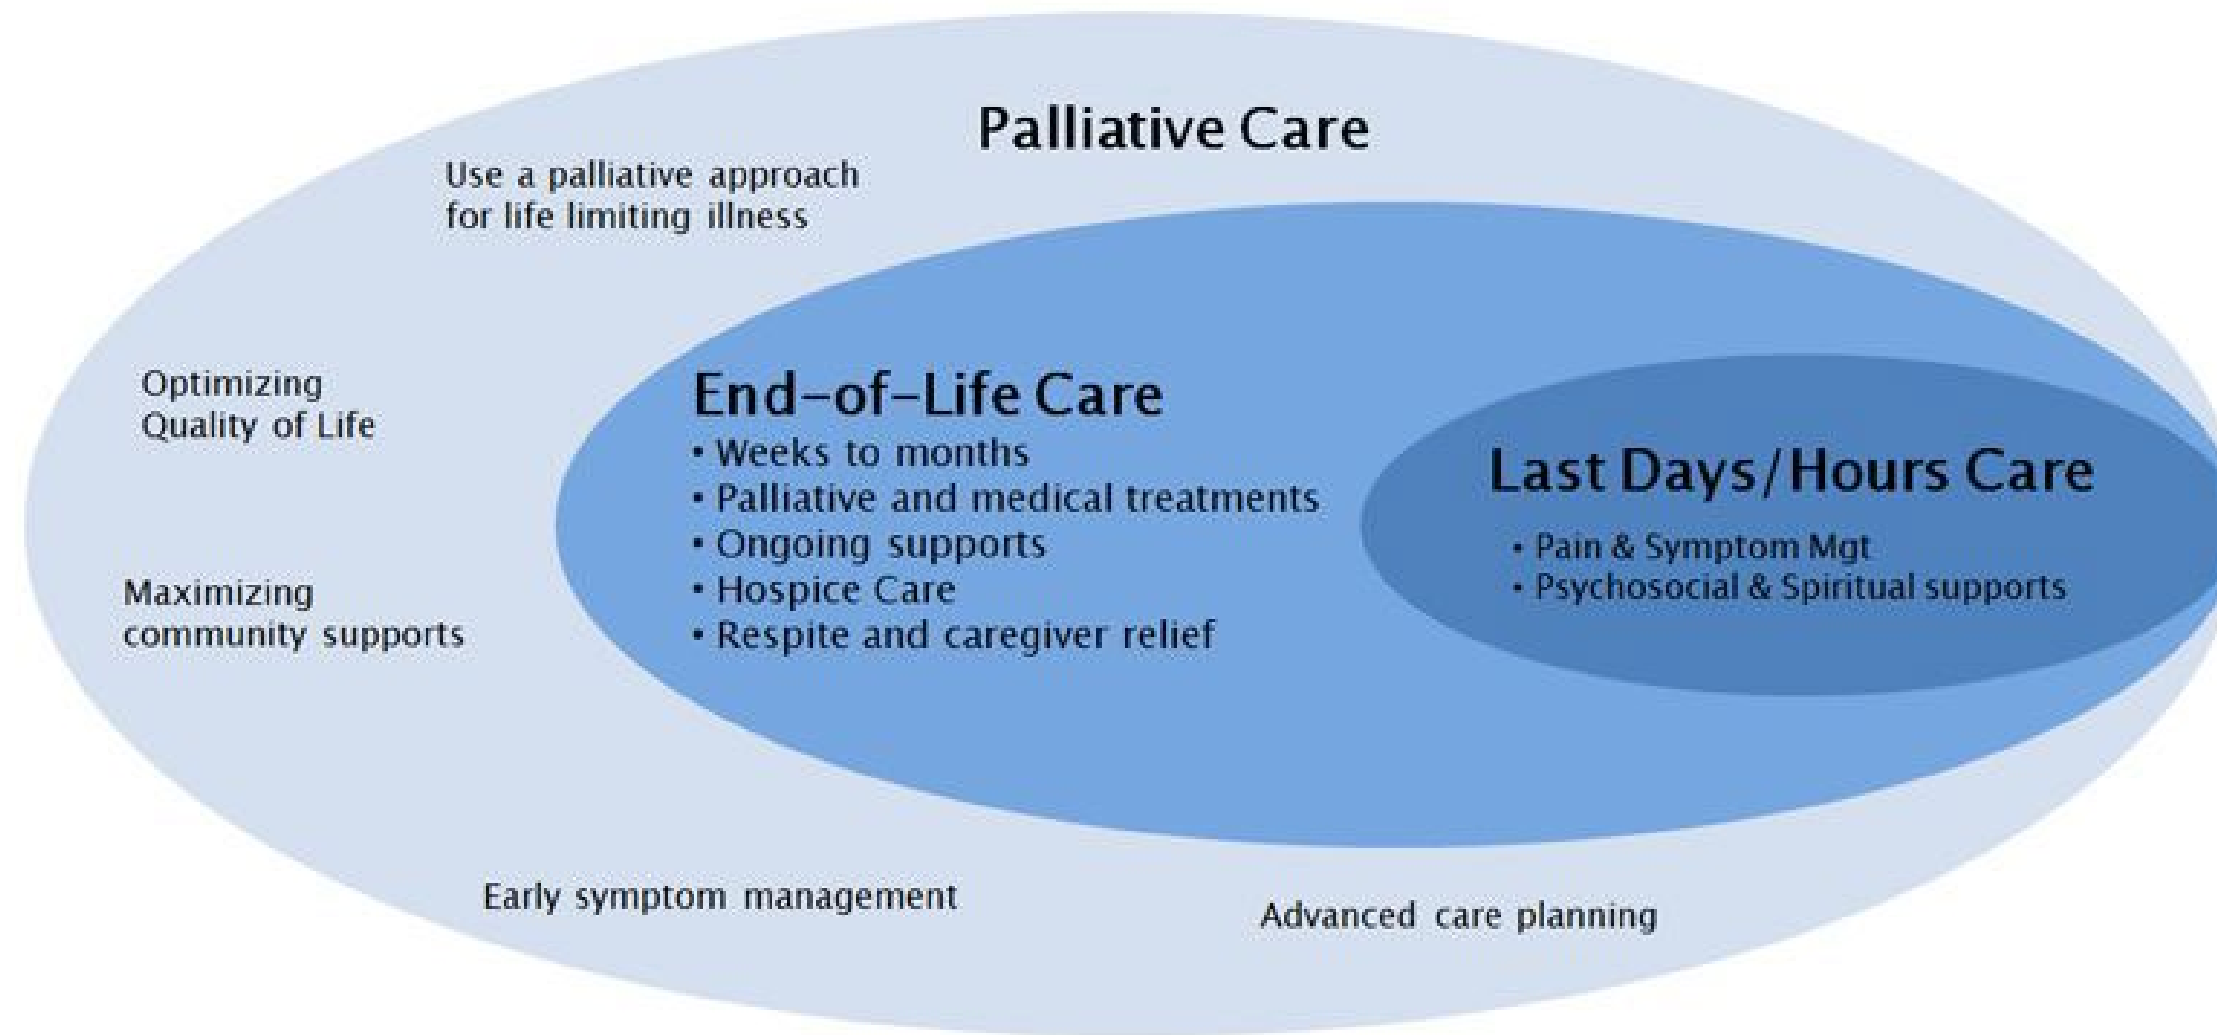 Palliative Care
Use a palliative approach
for life limiting illness
Optimizing
Quality of Life
Maximizing
community supports
End-of-Life Care
• Weeks to months
• Palliative and medical treatments
• Ongoing supports
• Hospice Care
• Respite and caregiver relief
Last Days/Hours Care
• Pain & Symptom Mgt
• Psychosocial & Spiritual supports
Early symptom management
Advanced care planning